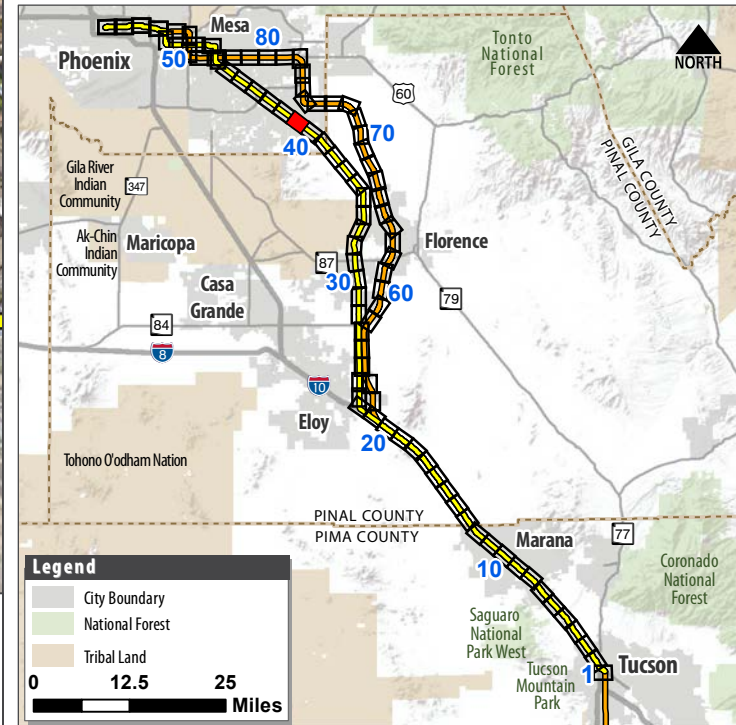 Mesa
80
Phoenix
50
Tonto
National
Forest
NORTH
60
70
40
GILA COUNTY
PINAL COUNTY
Gila River
Indian
Community
347
Ak-Chin
Indian
Community
Maricopa
Florence
87
30
Casa
Grande
60
79
84
8
10
Eloy
20
Tohono O'odham Nation
PINAL COUNTY
PIMA COUNTY
Marana
77
10
Coronado
National
Forest
Saguaro
National
Park West
Tucson
Mountain
Park
1
Tucson
Legend
City Boundary
National Forest
Tribal Land
0 12.5 25
Miles